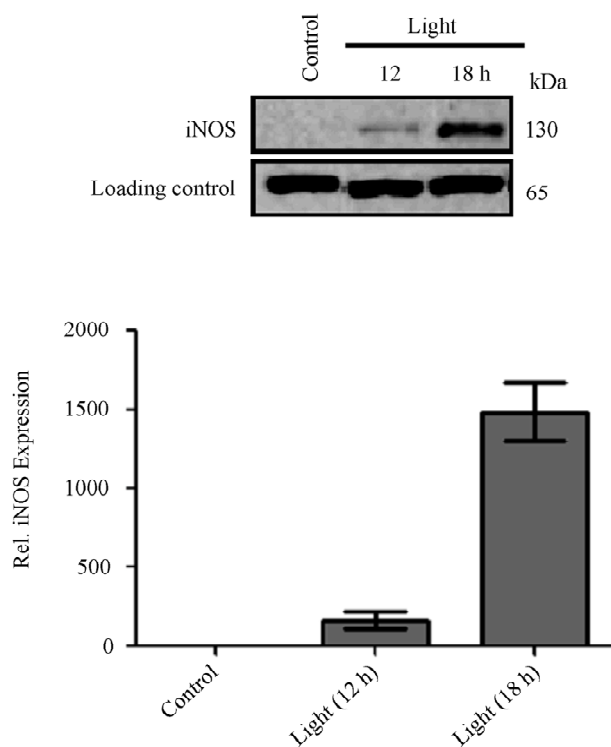 Light
Control
12 18 h kDa
iNOS 130
Loading control 65
2000
1500
1000
500
0
Rel. iNOS Expression
Control
Light (12 h)
Light (18 h)